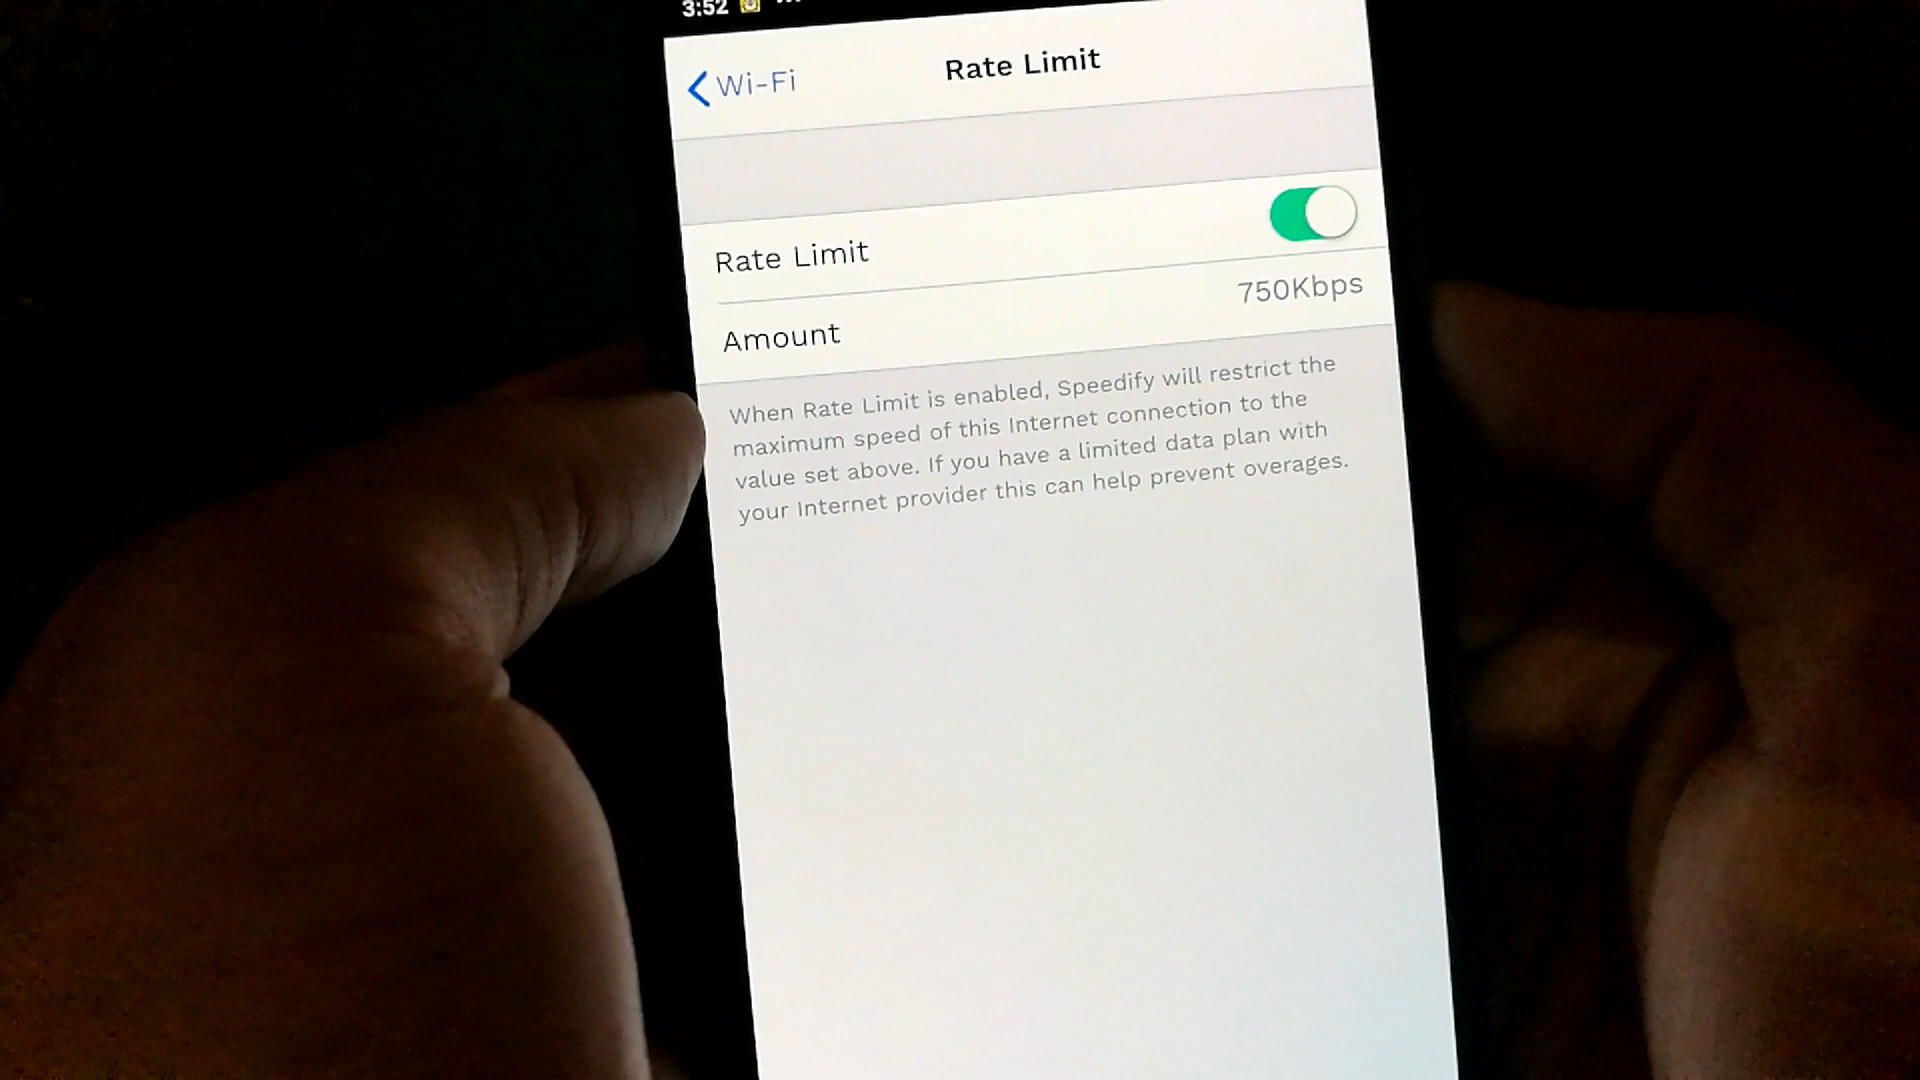 3:52
Wi-Fi
Rate Limit
Rate Limit
Amount
750Kbps
When Rate Limit is enabled, Speedify will restrict the
maximum speed of this Internet connection to the
value set above. If you have a limited data plan with
your Internet provider this can help prevent overages.